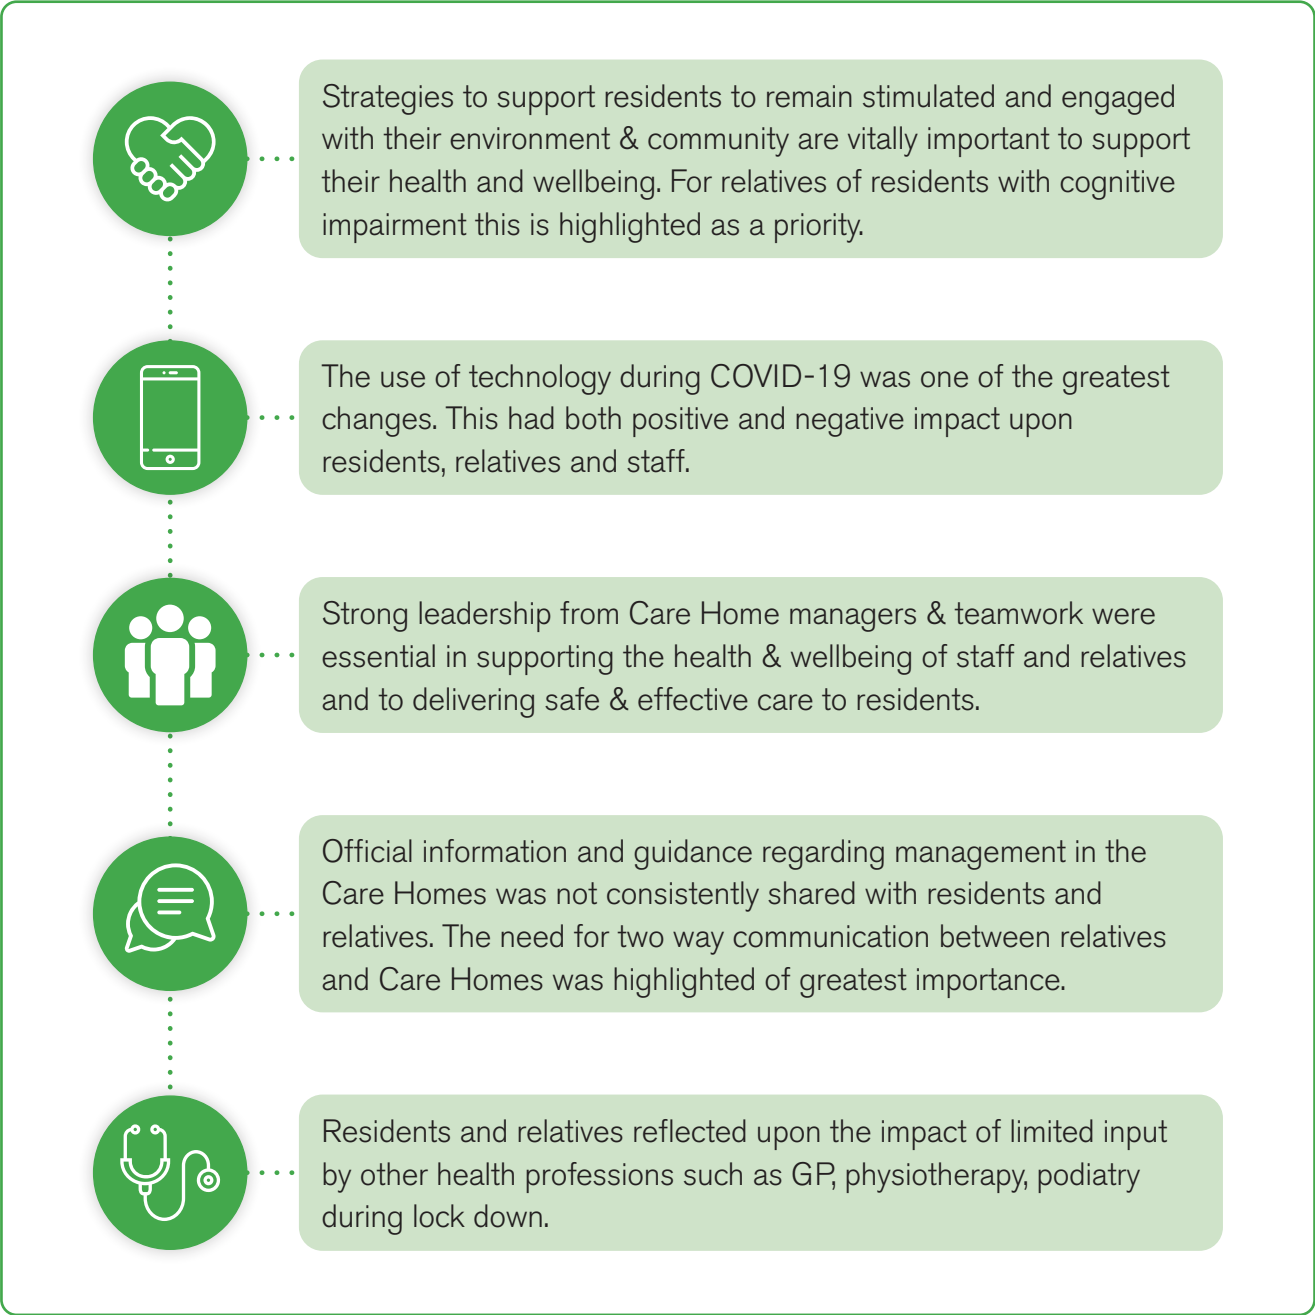 Strategies to support residents to remain stimulated and engaged
with their environment & community are vitally important to support
their health and wellbeing. For relatives of residents with cognitive
impairment this is highlighted as a priority.
The use of technology during COVID-19 was one of the greatest
changes. This had both positive and negative impact upon
residents, relatives and staff.
Strong leadership from Care Home managers & teamwork were
essential in supporting the health & wellbeing of staff and relatives
and to delivering safe & effective care to residents.
Official information and guidance regarding management in the
Care Homes was not consistently shared with residents and
relatives. The need for two way communication between relatives
and Care Homes was highlighted of greatest importance.
Residents and relatives reflected upon the impact of limited input
by other health professions such as GP, physiotherapy, podiatry
during lock down.